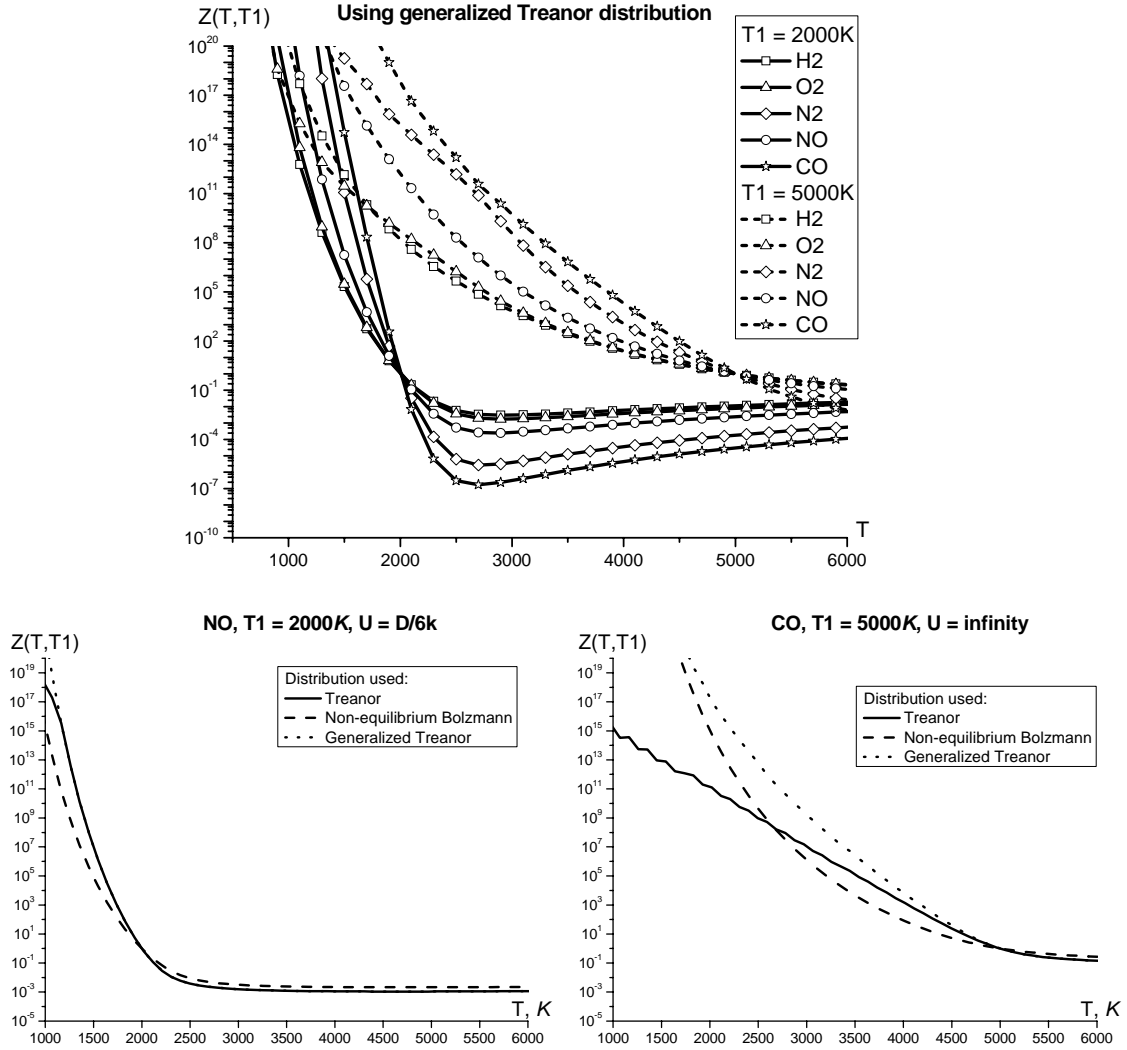 Using generalized Treanor distribution
Z(T,T1)
10^20
10^17
10^14
10^11
10^8
10^5
10^2
10^-1
10^-4
10^-7
10^-10
1000 2000 3000 4000 5000 6000
T
T1 = 2000K
H2
O2
N2
NO
CO
T1 = 5000K
H2
O2
N2
NO
CO
NO, T1 = 2000K, U = D/6k
Z(T,T1)
10^19
10^17
10^15
10^13
10^11
10^9
10^7
10^5
10^3
10^1
10^-1
10^-3
10^-5
1000 1500 2000 2500 3000 3500 4000 4500 5000 5500 6000
T, K
Distribution used:
Treanor
Non-equilibrium Bolzmann
Generalized Treanor
CO, T1 = 5000K, U = infinity
Z(T,T1)
10^19
10^17
10^15
10^13
10^11
10^9
10^7
10^5
10^3
10^1
10^-1
10^-3
10^-5
1000 1500 2000 2500 3000 3500 4000 4500 5000 5500 6000
T, K
Distribution used:
Treanor
Non-equilibrium Bolzmann
Generalized Treanor